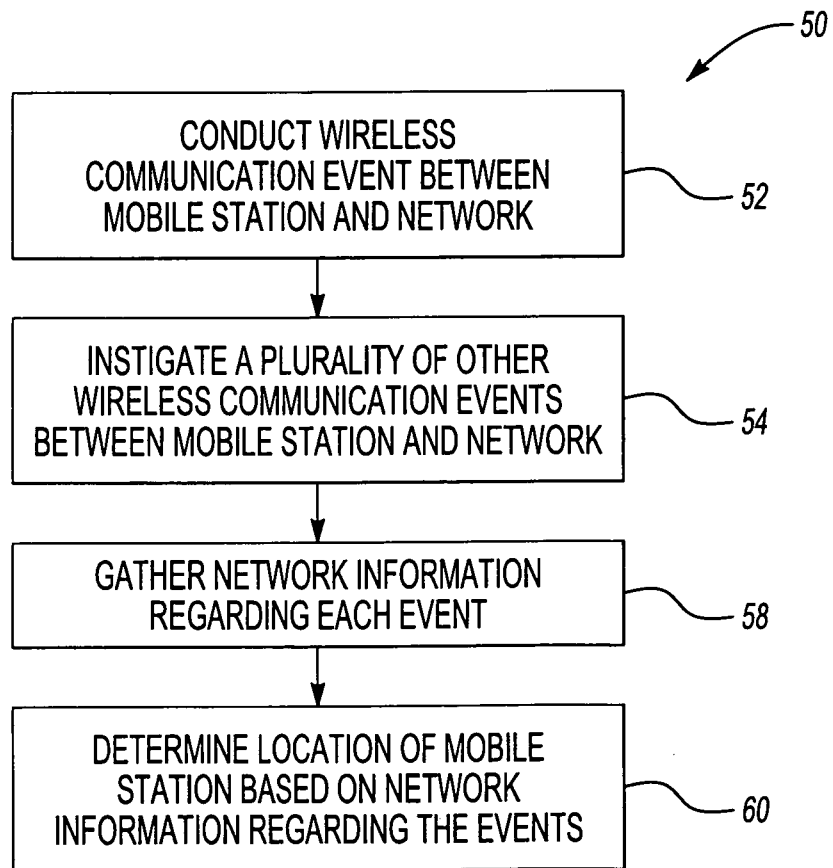 50
CONDUCT WIRELESS
COMMUNICATION EVENT BETWEEN
MOBILE STATION AND NETWORK
52
INSTIGATE A PLURALITY OF OTHER
WIRELESS COMMUNICATION EVENTS
BETWEEN MOBILE STATION AND NETWORK
54
GATHER NETWORK INFORMATION
REGARDING EACH EVENT
58
DETERMINE LOCATION OF MOBILE
STATION BASED ON NETWORK
INFORMATION REGARDING THE EVENTS
60